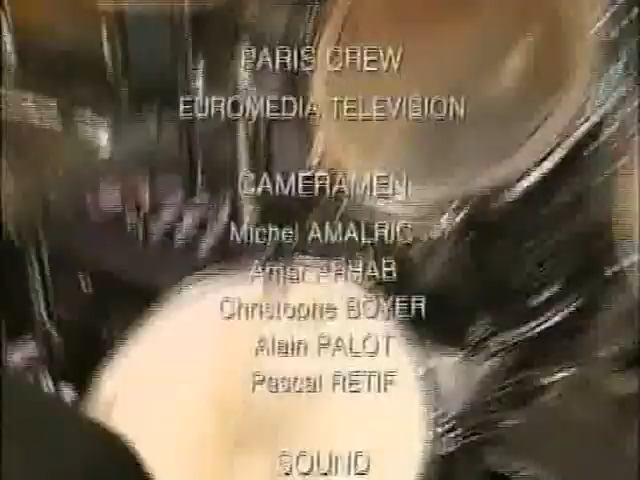 PARIS CREW
EUROMEDIA TELEVISION
CAMERAMEN
Michel AMALRIC
Amar
Christophe BOYER
Alain PALOT
Pascal RETIF
SOUND